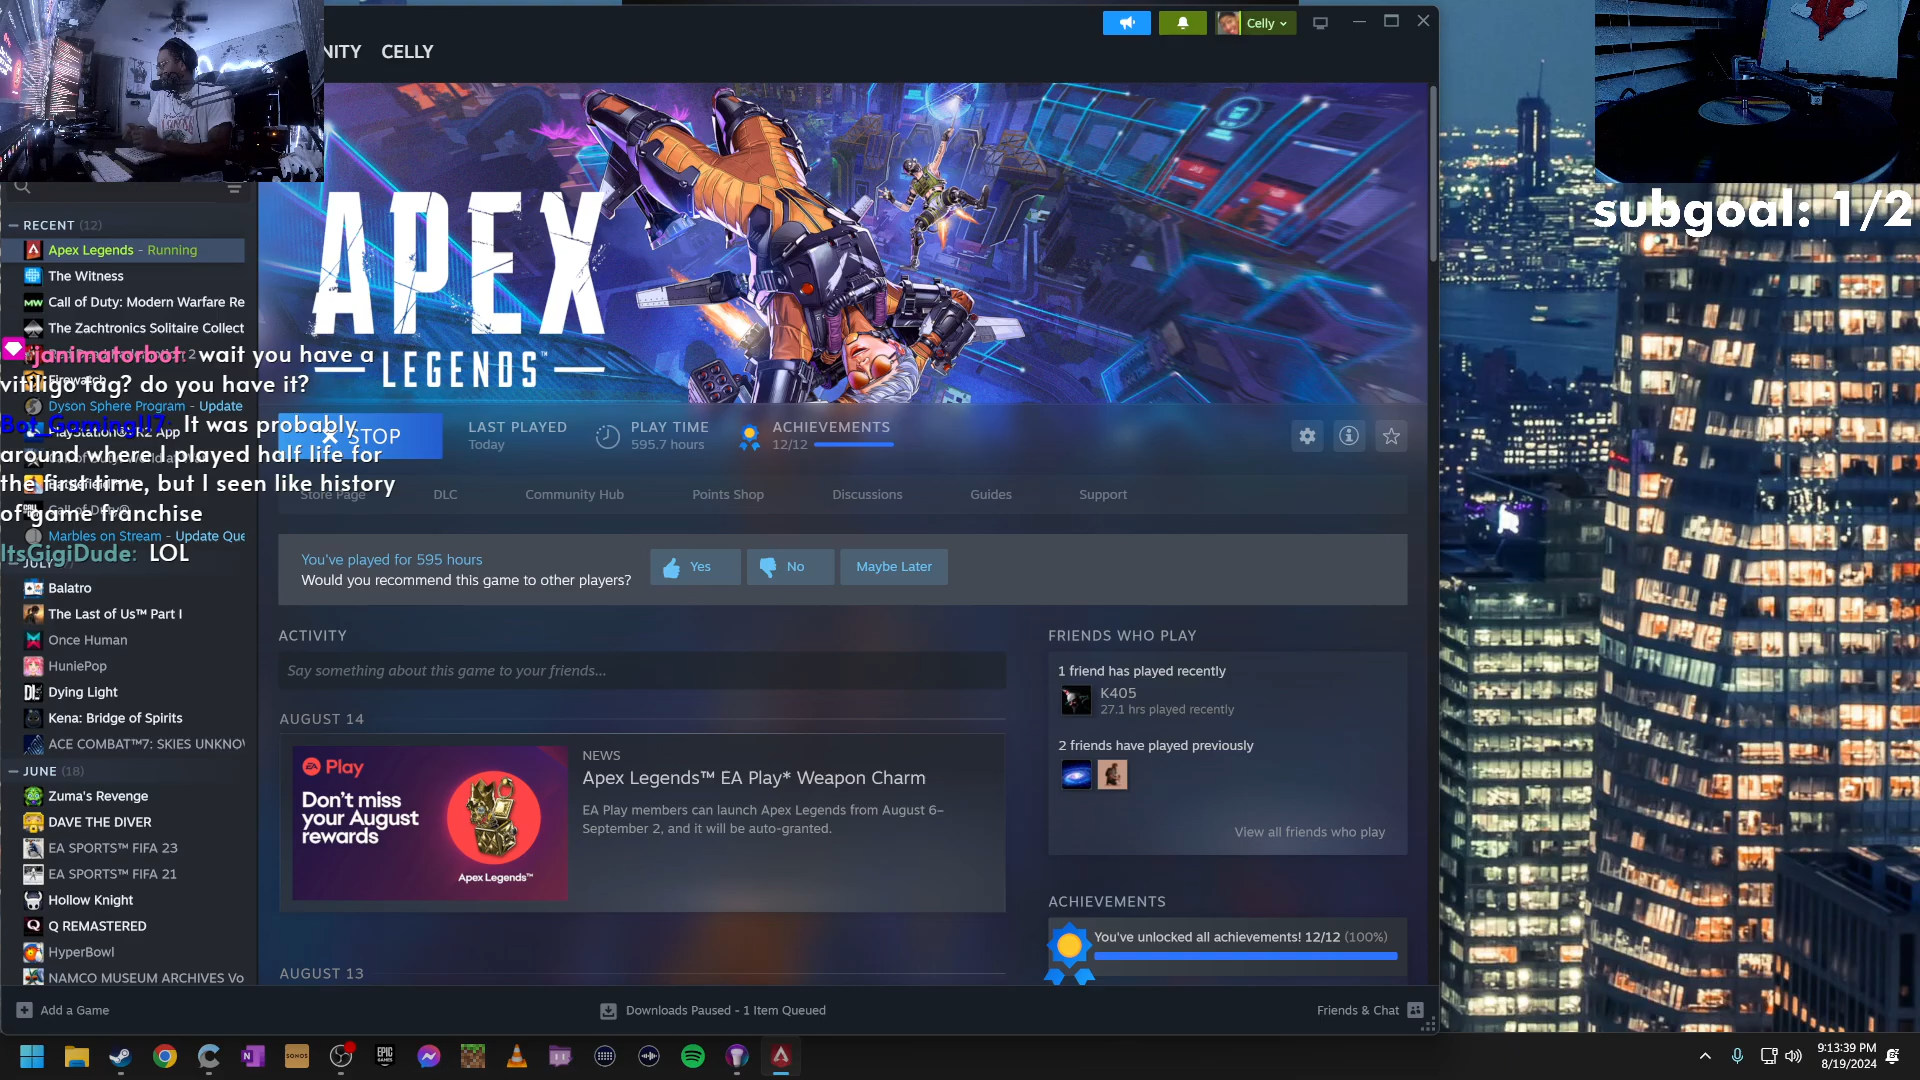 Celly
NITY CELLY
subgoal: 1/2
APEX
LEGENDS™
RECENT (12)
Apex Legends - Running
The Witness
Call of Duty: Modern Warfare Re
The Zachtronics Solitaire Collect
janimatorbot: wait you have a
vitiligo tag? do you have it?
Firewatch
Dyson Sphere Program - Update
Bot_Gaming117: It was probably
around where I played half life for
the first time, but I seen like history
of game franchise
Marbles on Stream - Update Que
ItsGigiDude: LOL
JULY
Balatro
The Last of Us™ Part I
Once Human
HuniePop
Dying Light
Kena: Bridge of Spirits
ACE COMBAT™7: SKIES UNKNO
JUNE (18)
Zuma's Revenge
DAVE THE DIVER
EA SPORTS™ FIFA 23
EA SPORTS™ FIFA 21
Hollow Knight
Q REMASTERED
HyperBowl
NAMCO MUSEUM ARCHIVES Vo
STOP
LAST PLAYED
Today
PLAY TIME
595.7 hours
ACHIEVEMENTS
12/12
Store Page DLC Community Hub Points Shop Discussions Guides Support
You've played for 595 hours
Would you recommend this game to other players?
Yes No Maybe Later
ACTIVITY
Say something about this game to your friends...
AUGUST 14
EA Play
Don't miss
your August
rewards
Apex Legends™
NEWS
Apex Legends™ EA Play* Weapon Charm
EA Play members can launch Apex Legends from August 6–
September 2, and it will be auto-granted.
AUGUST 13
FRIENDS WHO PLAY
1 friend has played recently
K405
27.1 hrs played recently
2 friends have played previously
View all friends who play
ACHIEVEMENTS
You've unlocked all achievements! 12/12 (100%)
Add a Game
Downloads Paused - 1 Item Queued
Friends & Chat
SONOS
EPIC
GAMES
9:13:39 PM
8/19/2024